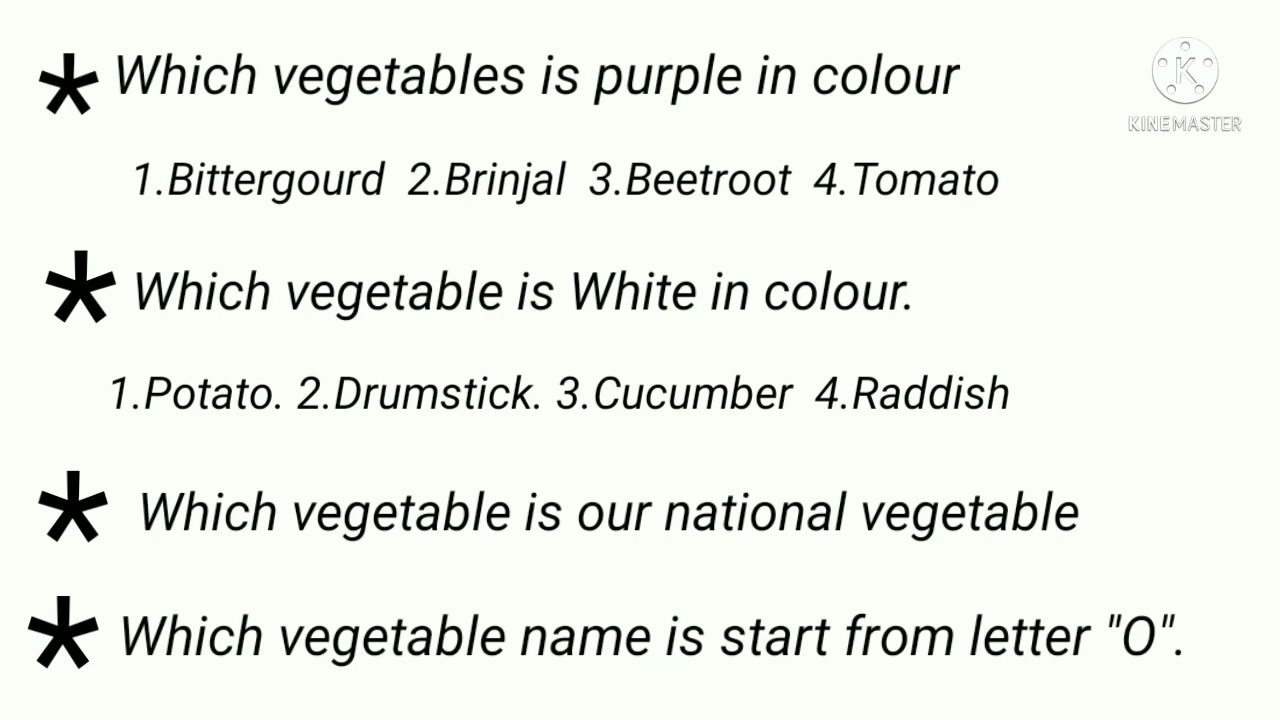 * Which vegetables is purple in colour
KINEMASTER
1.Bittergourd 2.Brinjal 3.Beetroot 4.Tomato
* Which vegetable is White in colour.
1.Potato. 2.Drumstick. 3.Cucumber 4.Raddish
* Which vegetable is our national vegetable
* Which vegetable name is start from letter "O".